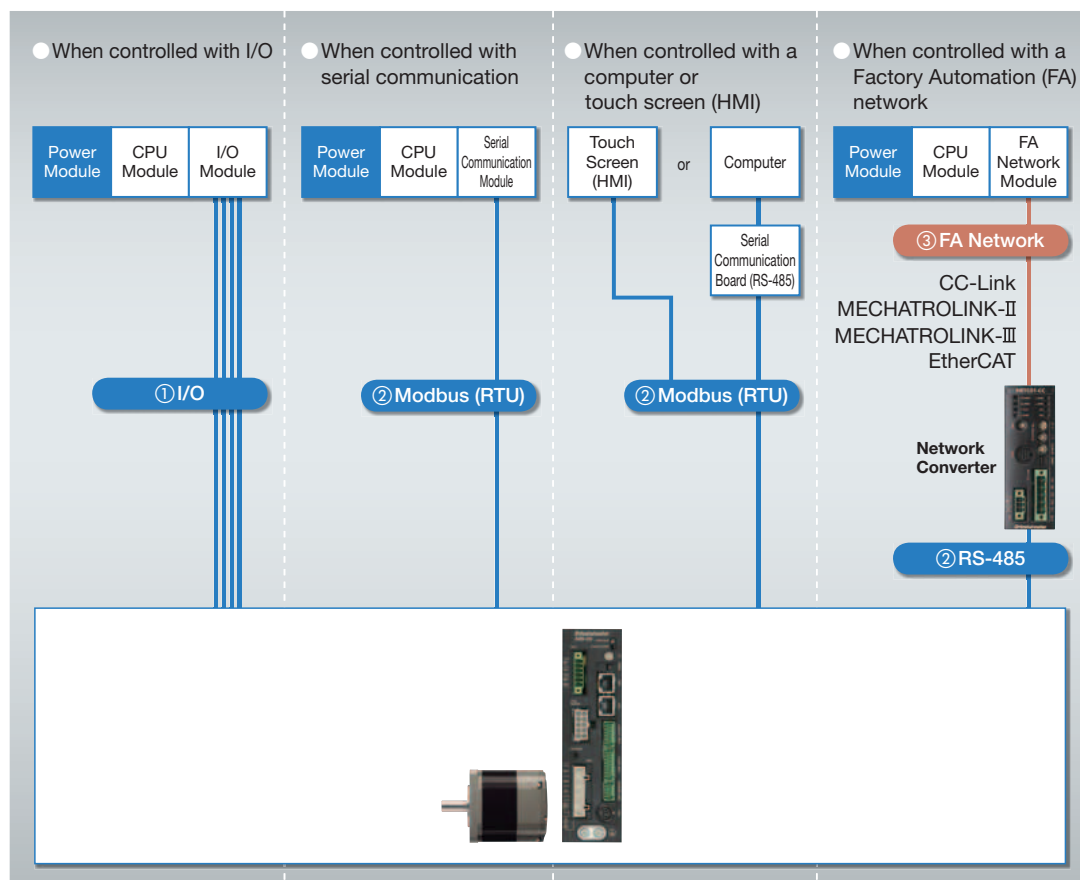 When controlled with I/O
When controlled with
serial communication
When controlled with a
computer or
touch screen (HMI)
When controlled with a
Factory Automation (FA)
network
Power
Module
CPU
Module
I/O
Module
Power
Module
CPU
Module
Serial
Communication
Module
Touch
Screen
(HMI)
or
Computer
Power
Module
CPU
Module
FA
Network
Module
Serial
Communication
Board (RS-485)
③FA Network
CC-Link
MECHATROLINK-Ⅱ
MECHATROLINK-Ⅲ
EtherCAT
①I/O
②Modbus (RTU)
②Modbus (RTU)
Network
Converter
②RS-485